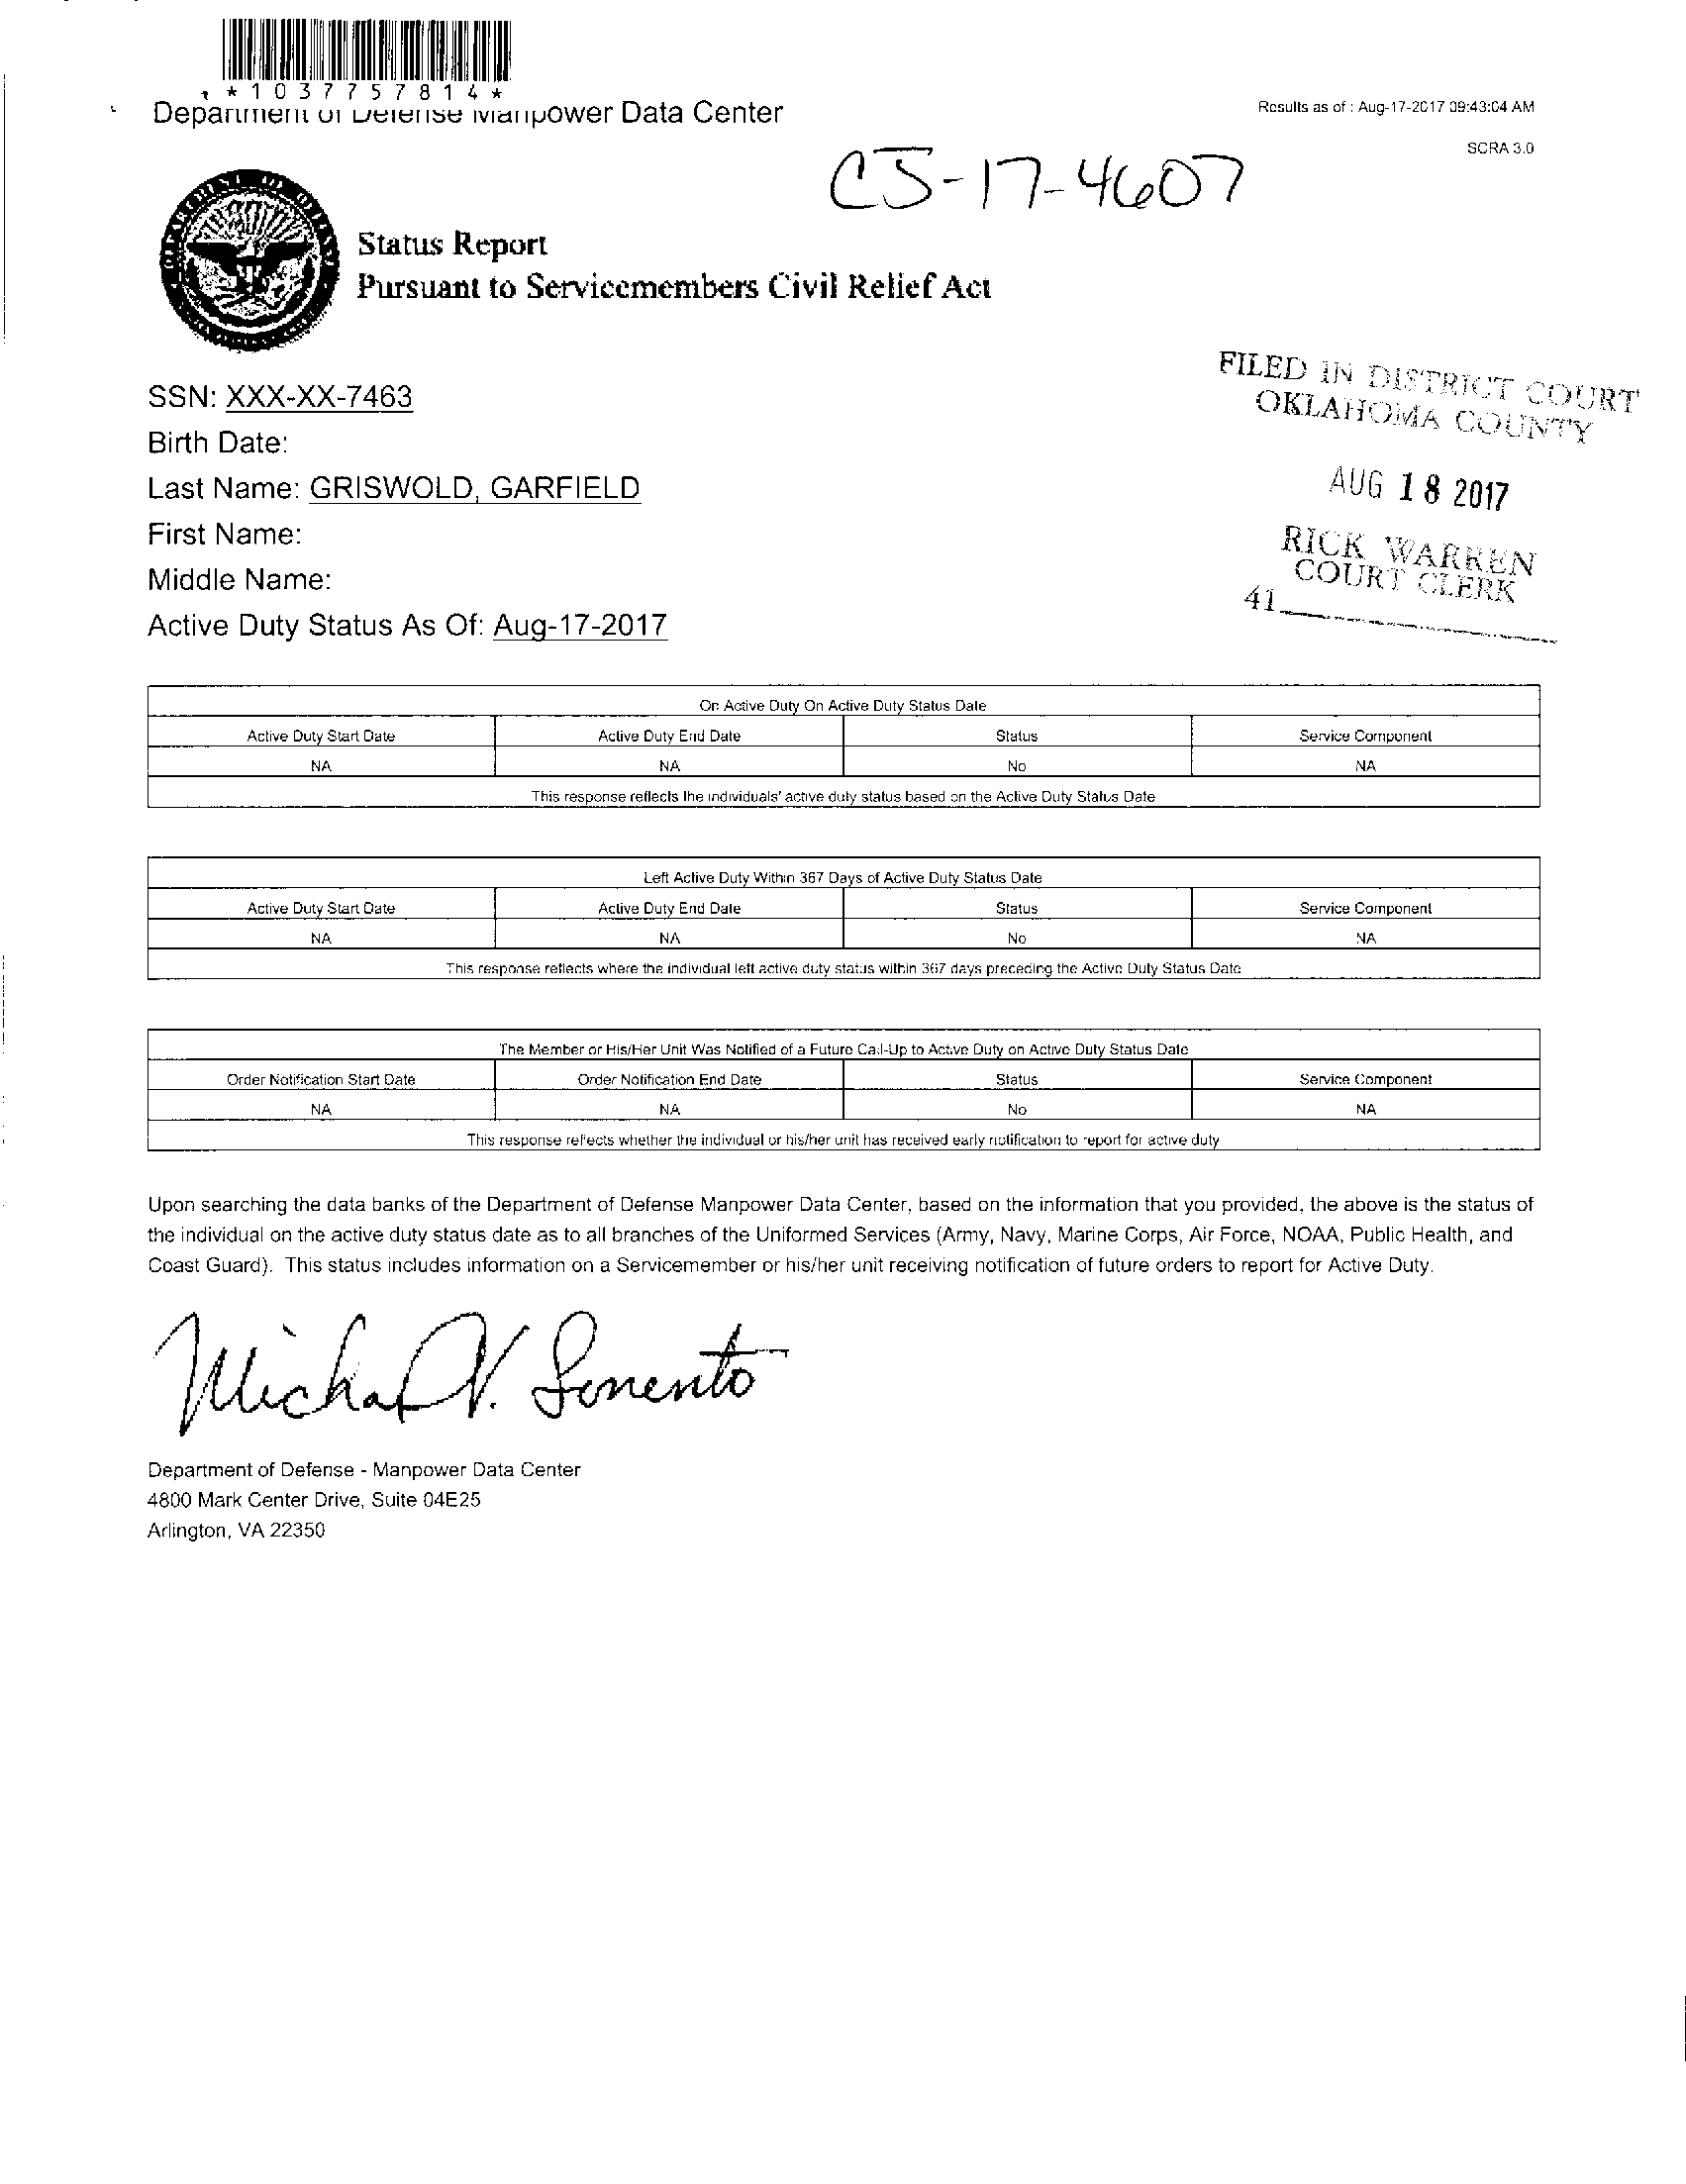 *1037757814*
Department of Defense Manpower Data Center
Results as of : Aug-17-2017 09:43:04 AM
SCRA 3.0
CJ-17-4607
Status Report
Pursuant to Servicemembers Civil Relief Act
FILED IN DISTRICT COURT
OKLAHOMA COUNTY
AUG 18 2017
RICK WARREN
COURT CLERK
41
SSN: XXX-XX-7463
Birth Date:
Last Name: GRISWOLD, GARFIELD
First Name:
Middle Name:
Active Duty Status As Of: Aug-17-2017
On Active Duty On Active Duty Status Date
Active Duty Start Date Active Duty End Date Status Service Component
NA NA No NA
This response reflects the individuals' active duty status based on the Active Duty Status Date
Left Active Duty Within 367 Days of Active Duty Status Date
Active Duty Start Date Active Duty End Date Status Service Component
NA NA No NA
This response reflects where the individual left active duty status within 367 days preceding the Active Duty Status Date
The Member or His/Her Unit Was Notified of a Future Call-Up to Active Duty on Active Duty Status Date
Order Notification Start Date Order Notification End Date Status Service Component
NA NA No NA
This response reflects whether the individual or his/her unit has received early notification to report for active duty
Upon searching the data banks of the Department of Defense Manpower Data Center, based on the information that you provided, the above is the status of
the individual on the active duty status date as to all branches of the Uniformed Services (Army, Navy, Marine Corps, Air Force, NOAA, Public Health, and
Coast Guard). This status includes information on a Servicemember or his/her unit receiving notification of future orders to report for Active Duty.
Michael V. Sorrento
Department of Defense - Manpower Data Center
4800 Mark Center Drive, Suite 04E25
Arlington, VA 22350